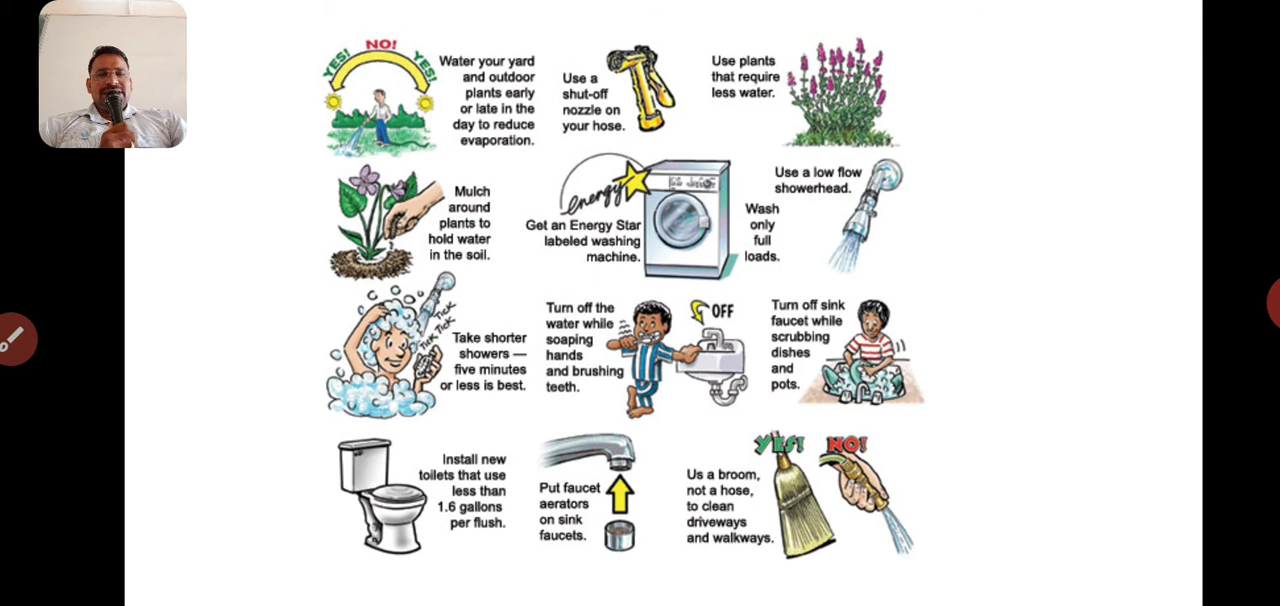 YES! NO! YES!
Water your yard
and outdoor
plants early
or late in the
day to reduce
evaporation.
Use a
shut-off
nozzle on
your hose.
Use plants
that require
less water.
Mulch
around
plants to
hold water
in the soil.
energy
Get an Energy Star
labeled washing
machine.
Wash
only
full
loads.
Use a low flow
showerhead.
TICK
TICK
TICK
Take shorter
showers —
five minutes
or less is best.
Turn off the
water while
soaping
hands
and brushing
teeth.
OFF
Turn off sink
faucet while
scrubbing
dishes
and
pots.
Install new
toilets that use
less than
1.6 gallons
per flush.
Put faucet
aerators
on sink
faucets.
YES! NO!
Us a broom,
not a hose,
to clean
driveways
and walkways.